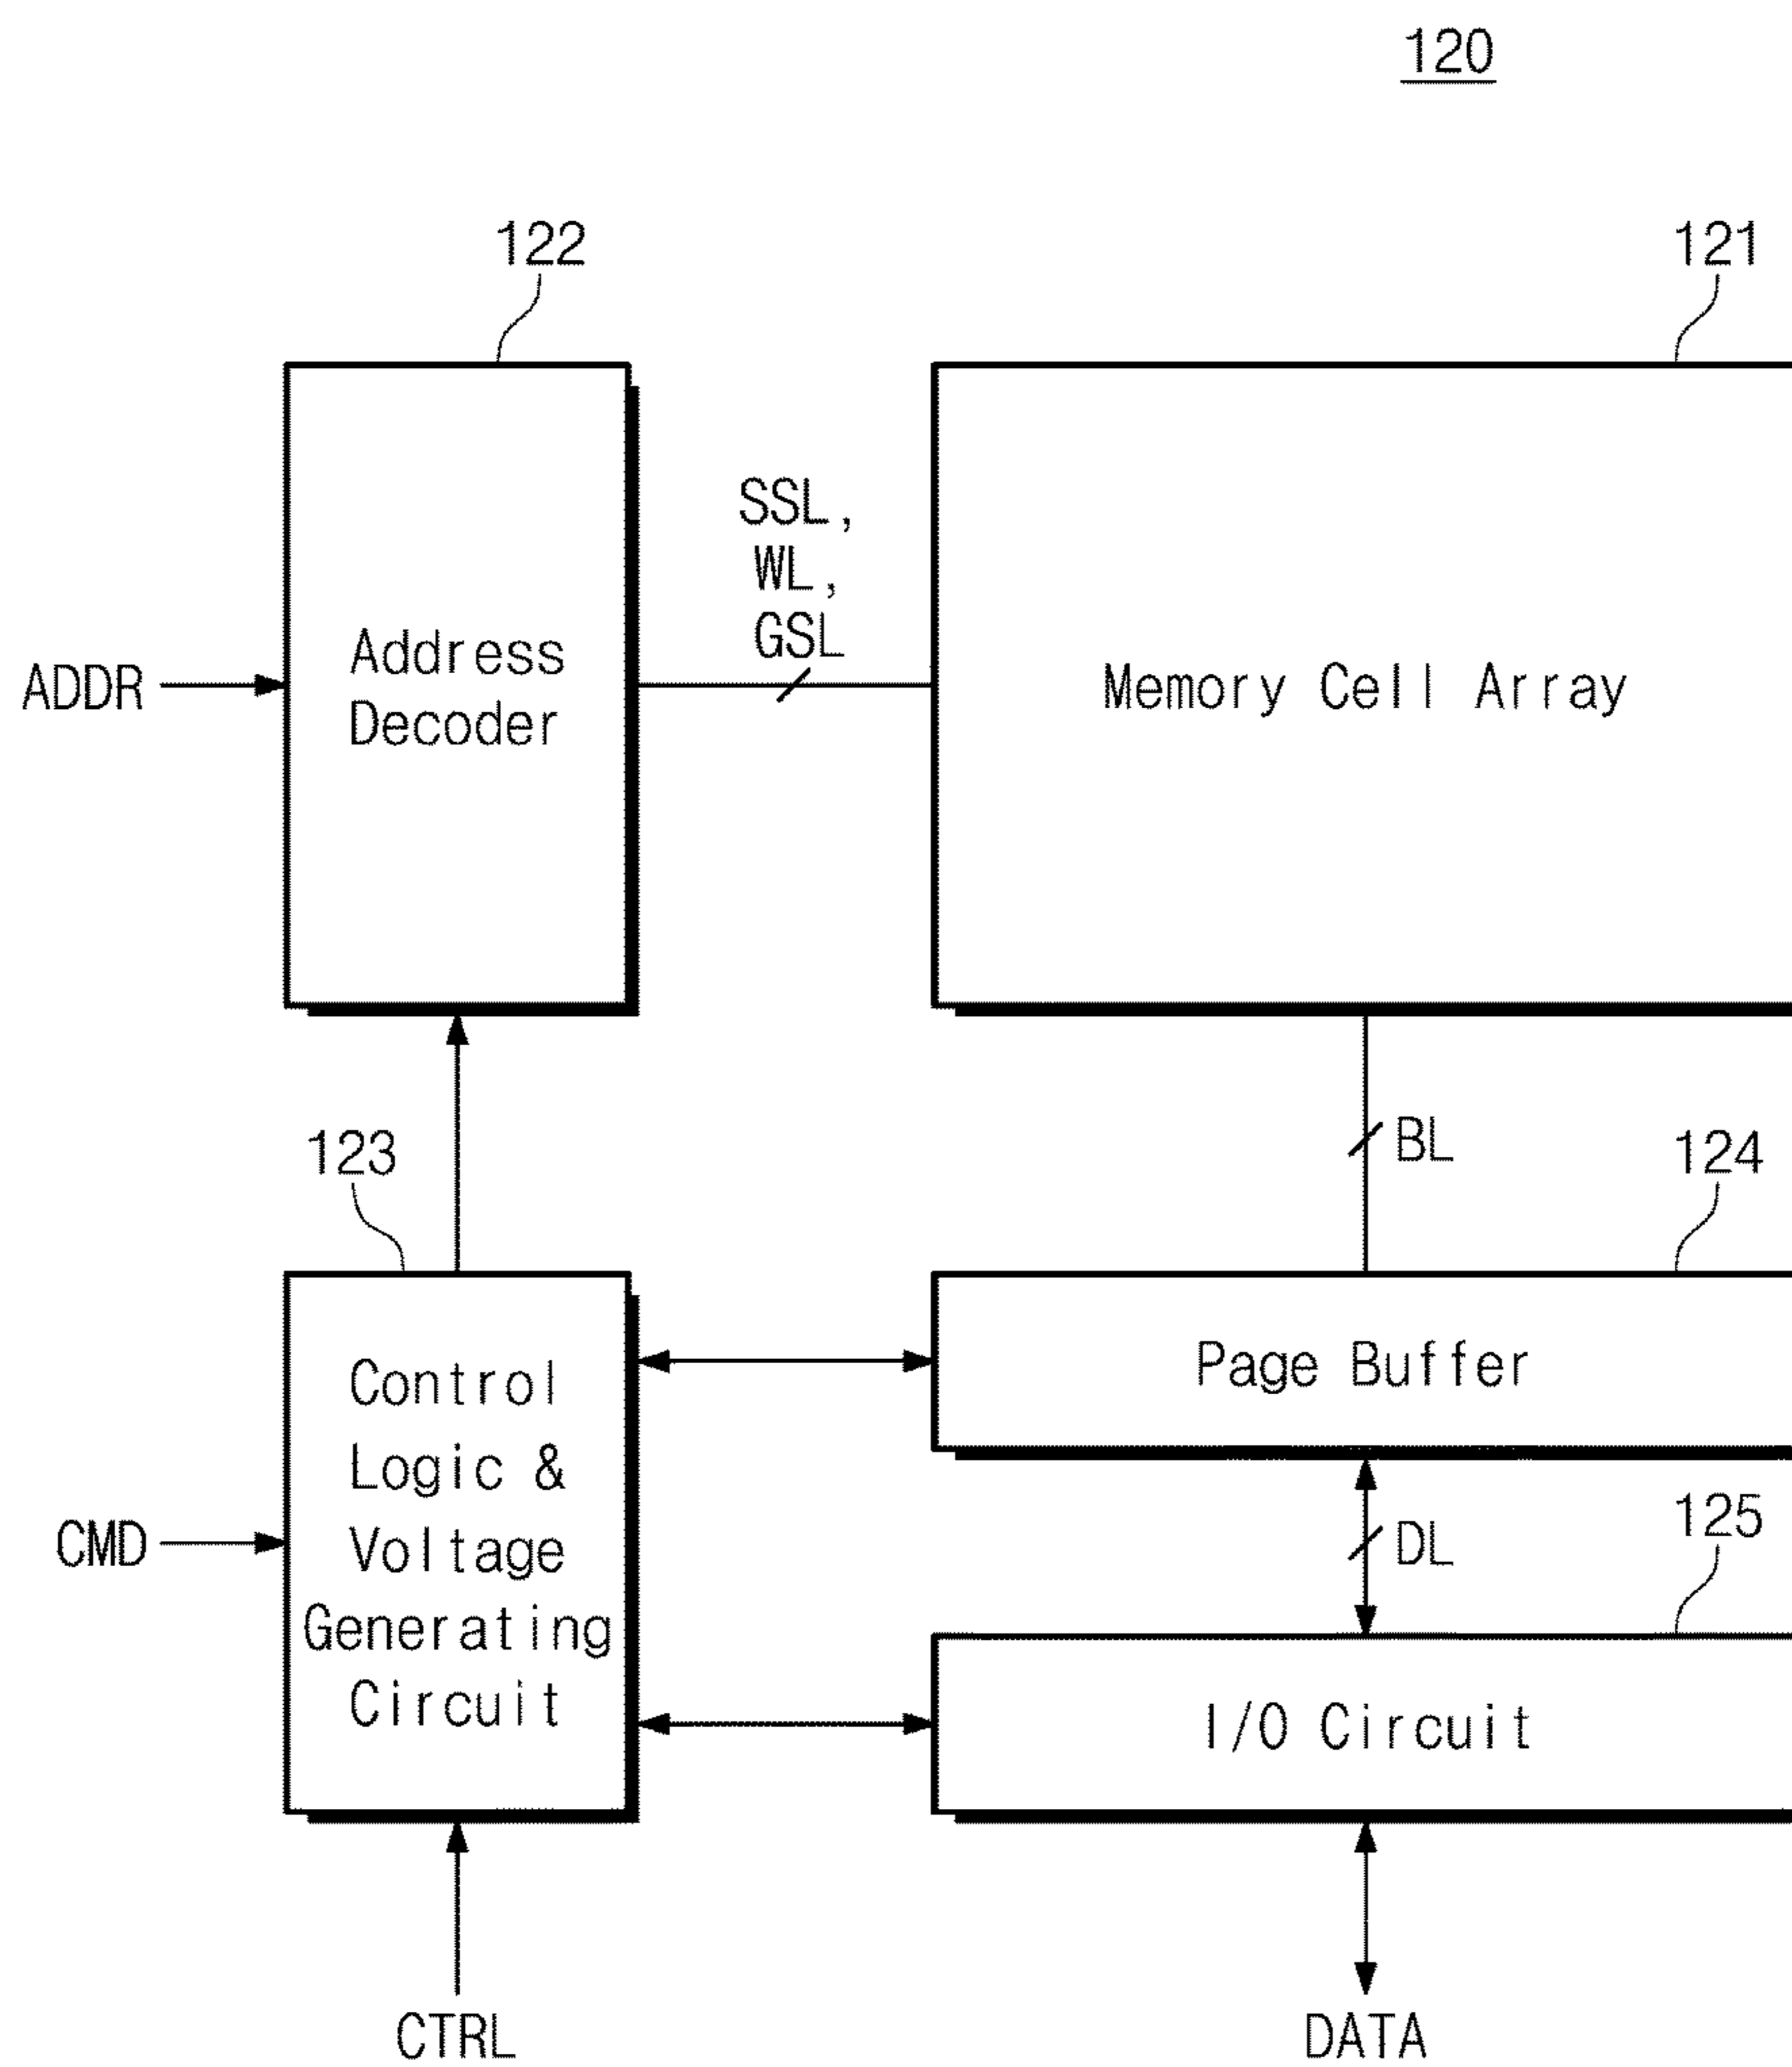 120
122
121
SSL,
WL,
GSL
Address
Decoder
ADDR
Memory Cell Array
BL
123
124
Control
Logic &
Voltage
Generating
Circuit
Page Buffer
CMD
DL
125
I/O Circuit
CTRL
DATA